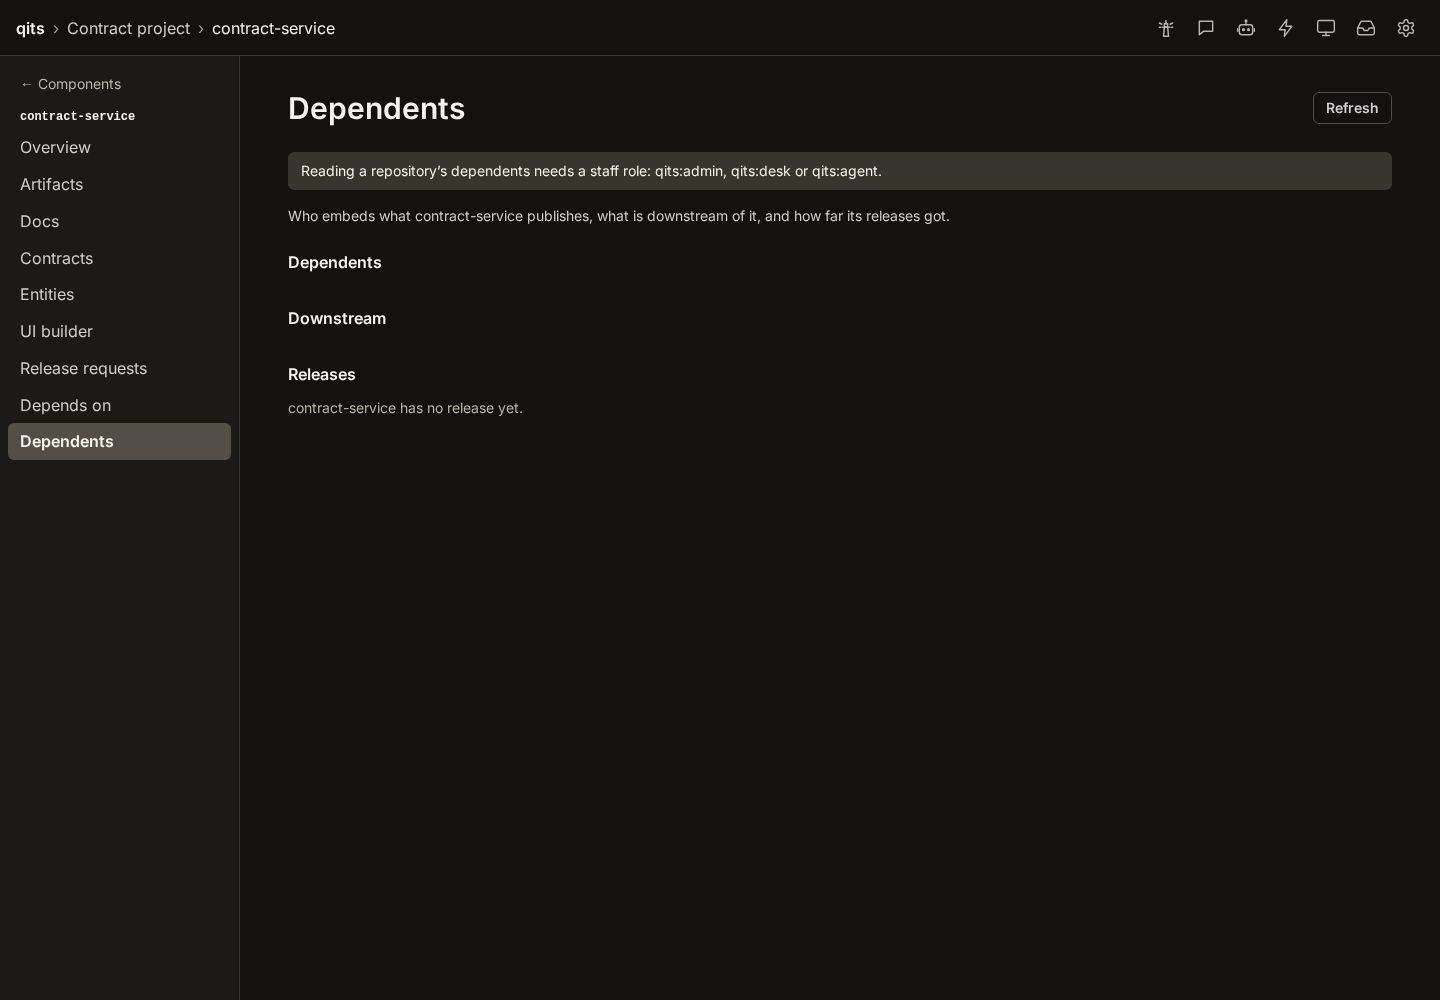 qits › Contract project › contract-service
← Components
contract-service
Overview
Artifacts
Docs
Contracts
Entities
UI builder
Release requests
Depends on
Dependents
Dependents
Refresh
Reading a repository’s dependents needs a staff role: qits:admin, qits:desk or qits:agent.
Who embeds what contract-service publishes, what is downstream of it, and how far its releases got.
Dependents
Downstream
Releases
contract-service has no release yet.